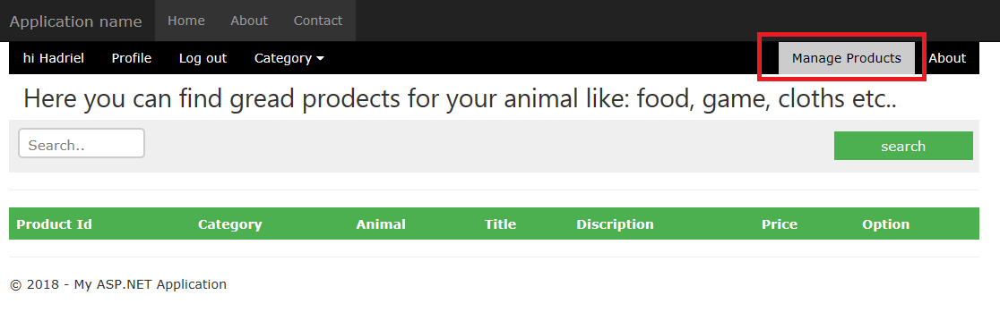 Application name Home About Contact
hi Hadriel Profile Log out Category Manage Products About
Here you can find gread prodects for your animal like: food, game, cloths etc..
Search.. search
Product Id Category Animal Title Discription Price Option
© 2018 - My ASP.NET Application